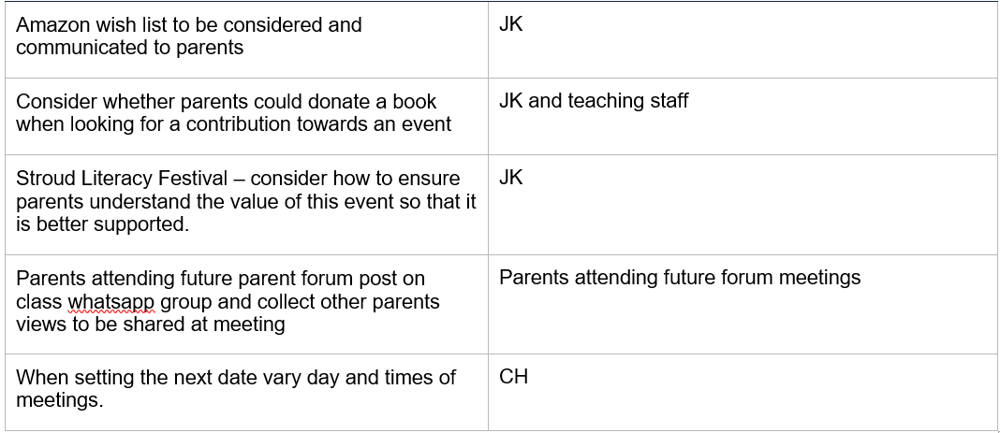 Amazon wish list to be considered and
communicated to parents
JK
Consider whether parents could donate a book
when looking for a contribution towards an event
JK and teaching staff
Stroud Literacy Festival – consider how to ensure
parents understand the value of this event so that it
is better supported.
JK
Parents attending future parent forum post on
class whatsapp group and collect other parents
views to be shared at meeting
Parents attending future forum meetings
When setting the next date vary day and times of
meetings.
CH